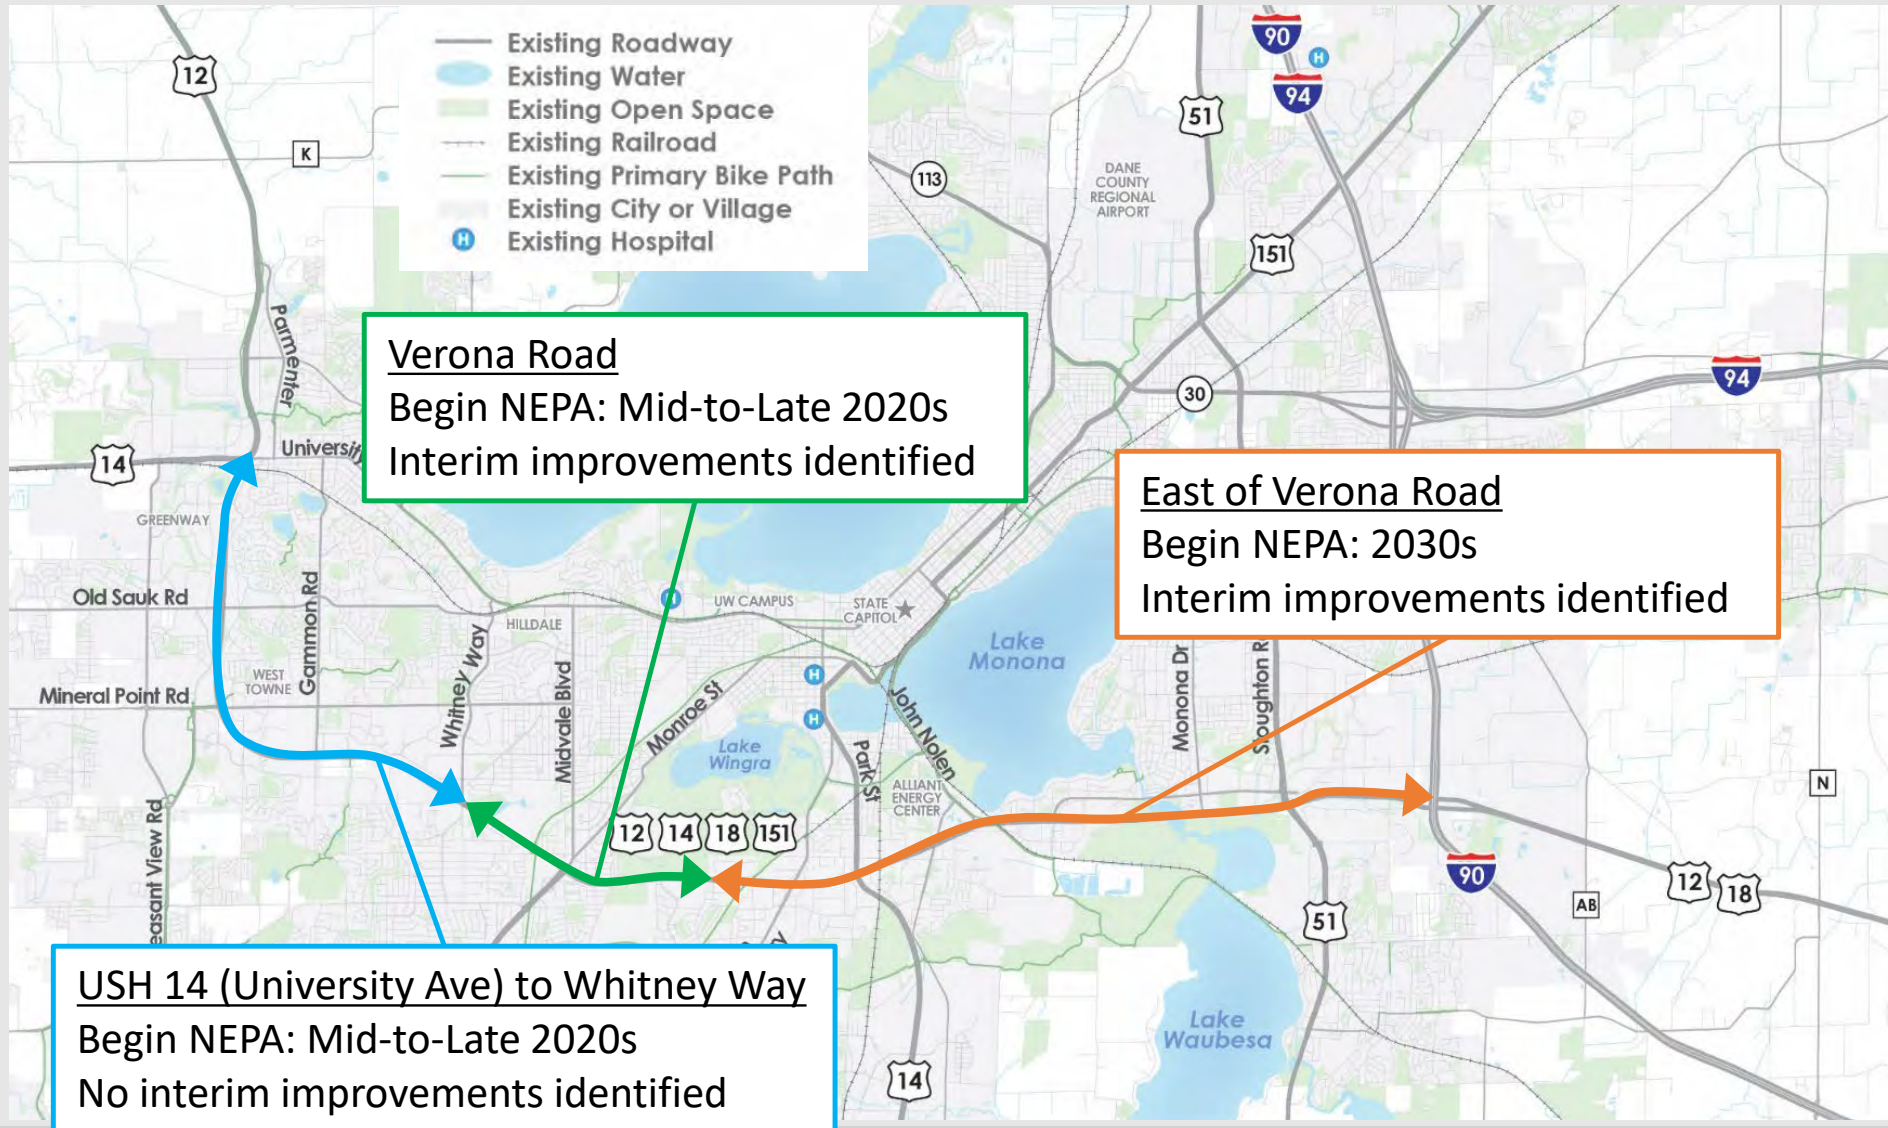 Existing Roadway
Existing Water
Existing Open Space
Existing Railroad
Existing Primary Bike Path
Existing City or Village
H Existing Hospital
12
K
90
H
94
51
113
DANE
COUNTY
REGIONAL
AIRPORT
151
Parmenter
Verona Road
Begin NEPA: Mid-to-Late 2020s
Interim improvements identified
94
30
14
University
GREENWAY
East of Verona Road
Begin NEPA: 2030s
Interim improvements identified
Old Sauk Rd
Gammon Rd
H
UW CAMPUS
STATE
CAPITOL
HILLDALE
Whitney Way
Midvale Blvd
WEST
TOWNE
Mineral Point Rd
Monroe St
H
H
Lake
Monona
Lake
Wingra
John Nolen
Park St
ALLIANT
ENERGY
CENTER
Monona Dr
Stoughton R
N
easant View Rd
12 14 18 151
90
12
18
AB
51
USH 14 (University Ave) to Whitney Way
Begin NEPA: Mid-to-Late 2020s
No interim improvements identified
Lake
Waubesa
14